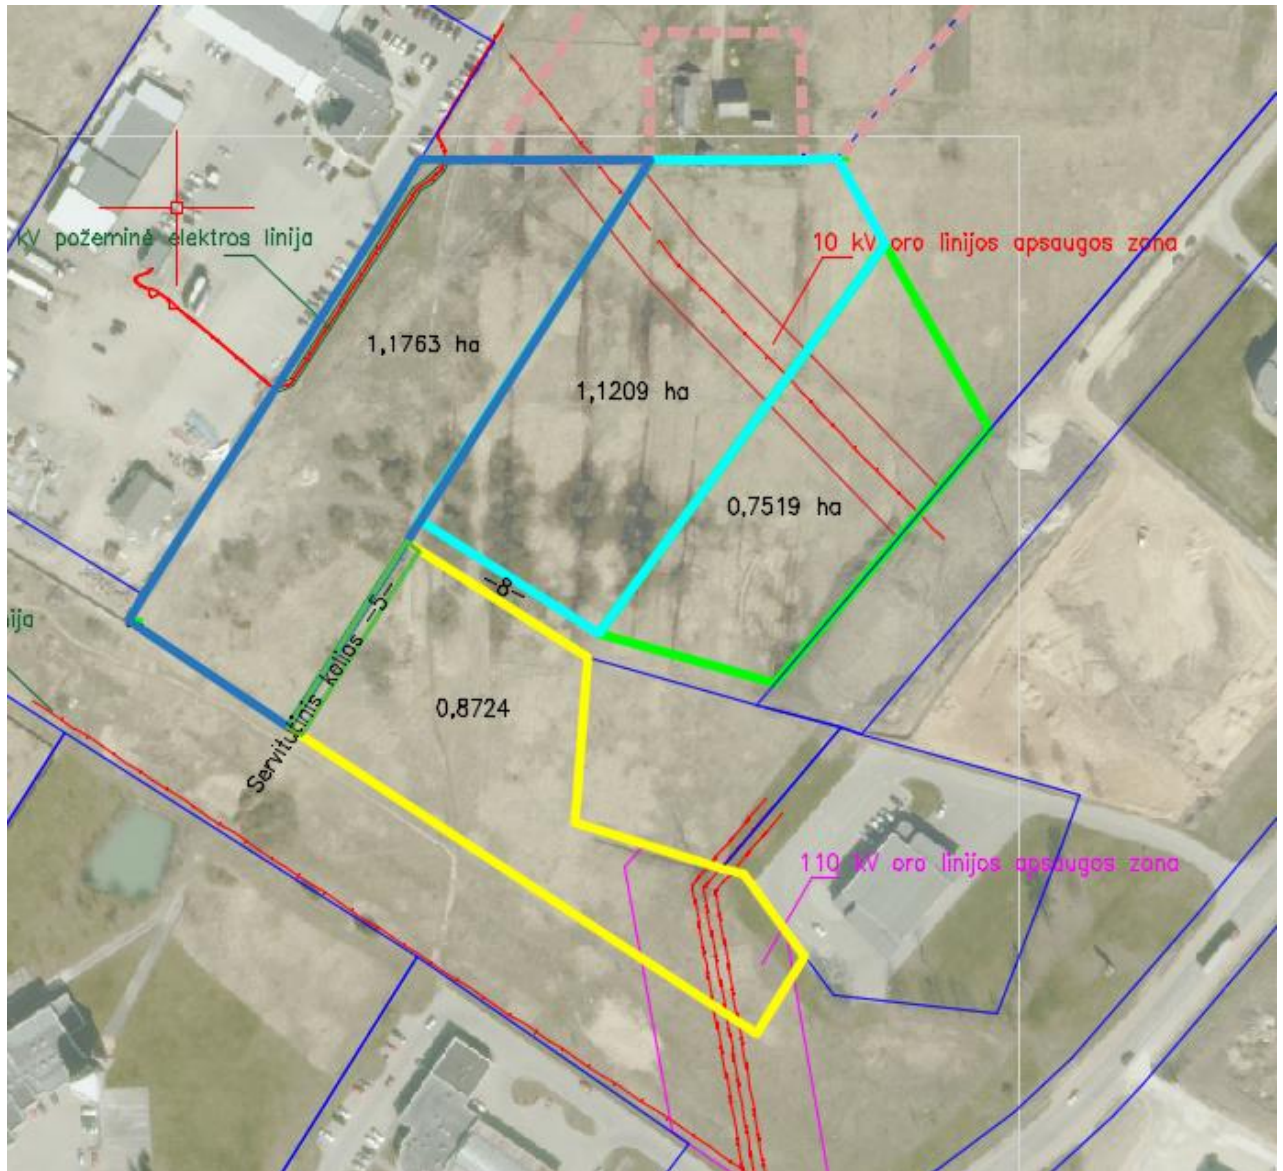 kV požeminė elektros linija
10 kV oro linijos apsaugos zona
1,1763 ha
1,1209 ha
0,7519 ha
-8-
ija
Servitutinis kelias -5-
0,8724
110 kV oro linijos apsaugos zona